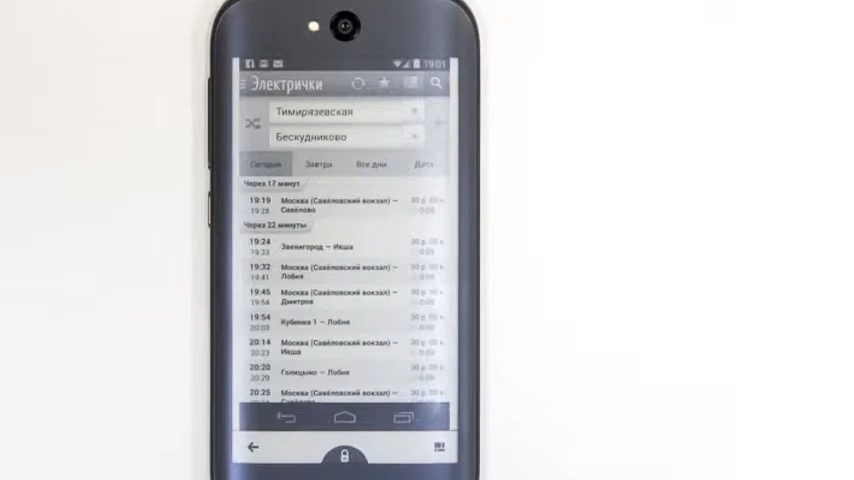 19:01
Электрички
Тимирязевская
Бескудниково
Сегодня Завтра Все дни Дата
Через 17 минут
19:19 Москва (Савёловский вокзал) —
19:28 Савёлово
Через 22 минуты
19:24
Звенигород — Икша
19:33
19:32 Москва (Савёловский вокзал) —
19:41 Лобня
19:45 Москва (Савёловский вокзал) —
19:54 Дмитров
19:54
Кубинка 1 — Лобня
20:03
20:14 Москва (Савёловский вокзал) —
20:23 Икша
20:20
Голицыно — Лобня
20:29
20:25 Москва (Савёловский вокзал) —